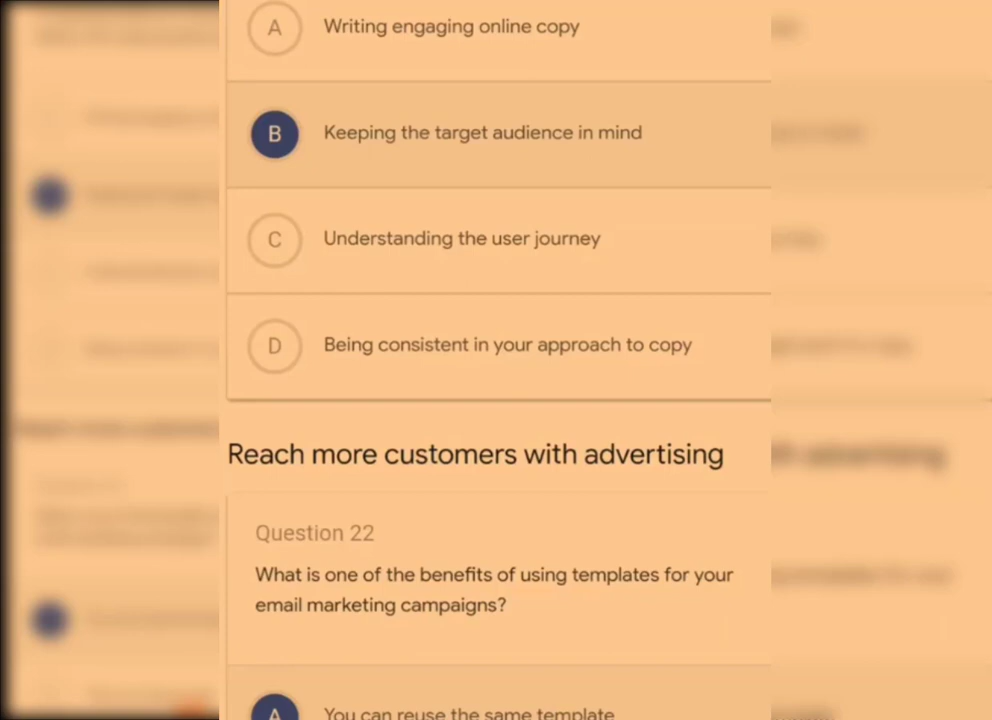 A Writing engaging online copy
B Keeping the target audience in mind
C Understanding the user journey
D Being consistent in your approach to copy
Reach more customers with advertising
Question 22
What is one of the benefits of using templates for your
email marketing campaigns?
A You can reuse the same template